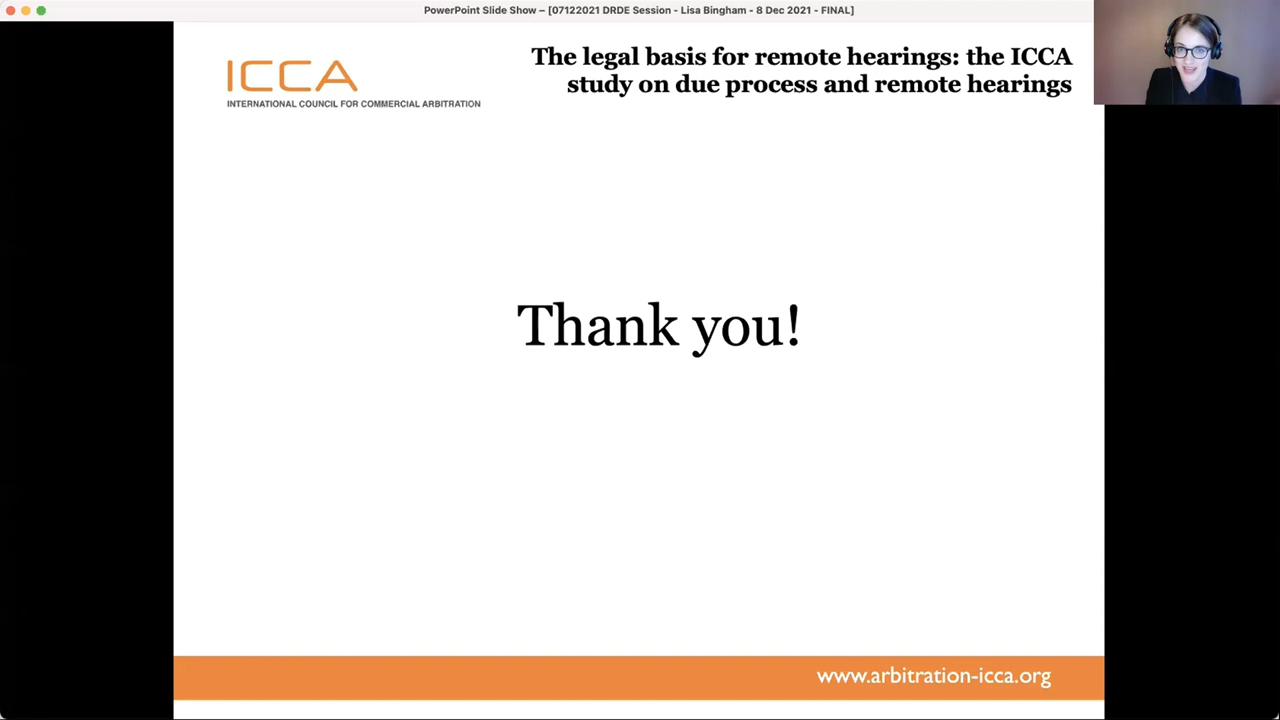 PowerPoint Slide Show – [07122021 DRDE Session - Lisa Bingham - 8 Dec 2021 - FINAL]
ICCA
INTERNATIONAL COUNCIL FOR COMMERCIAL ARBITRATION
The legal basis for remote hearings: the ICCA
study on due process and remote hearings
Thank you!
www.arbitration-icca.org